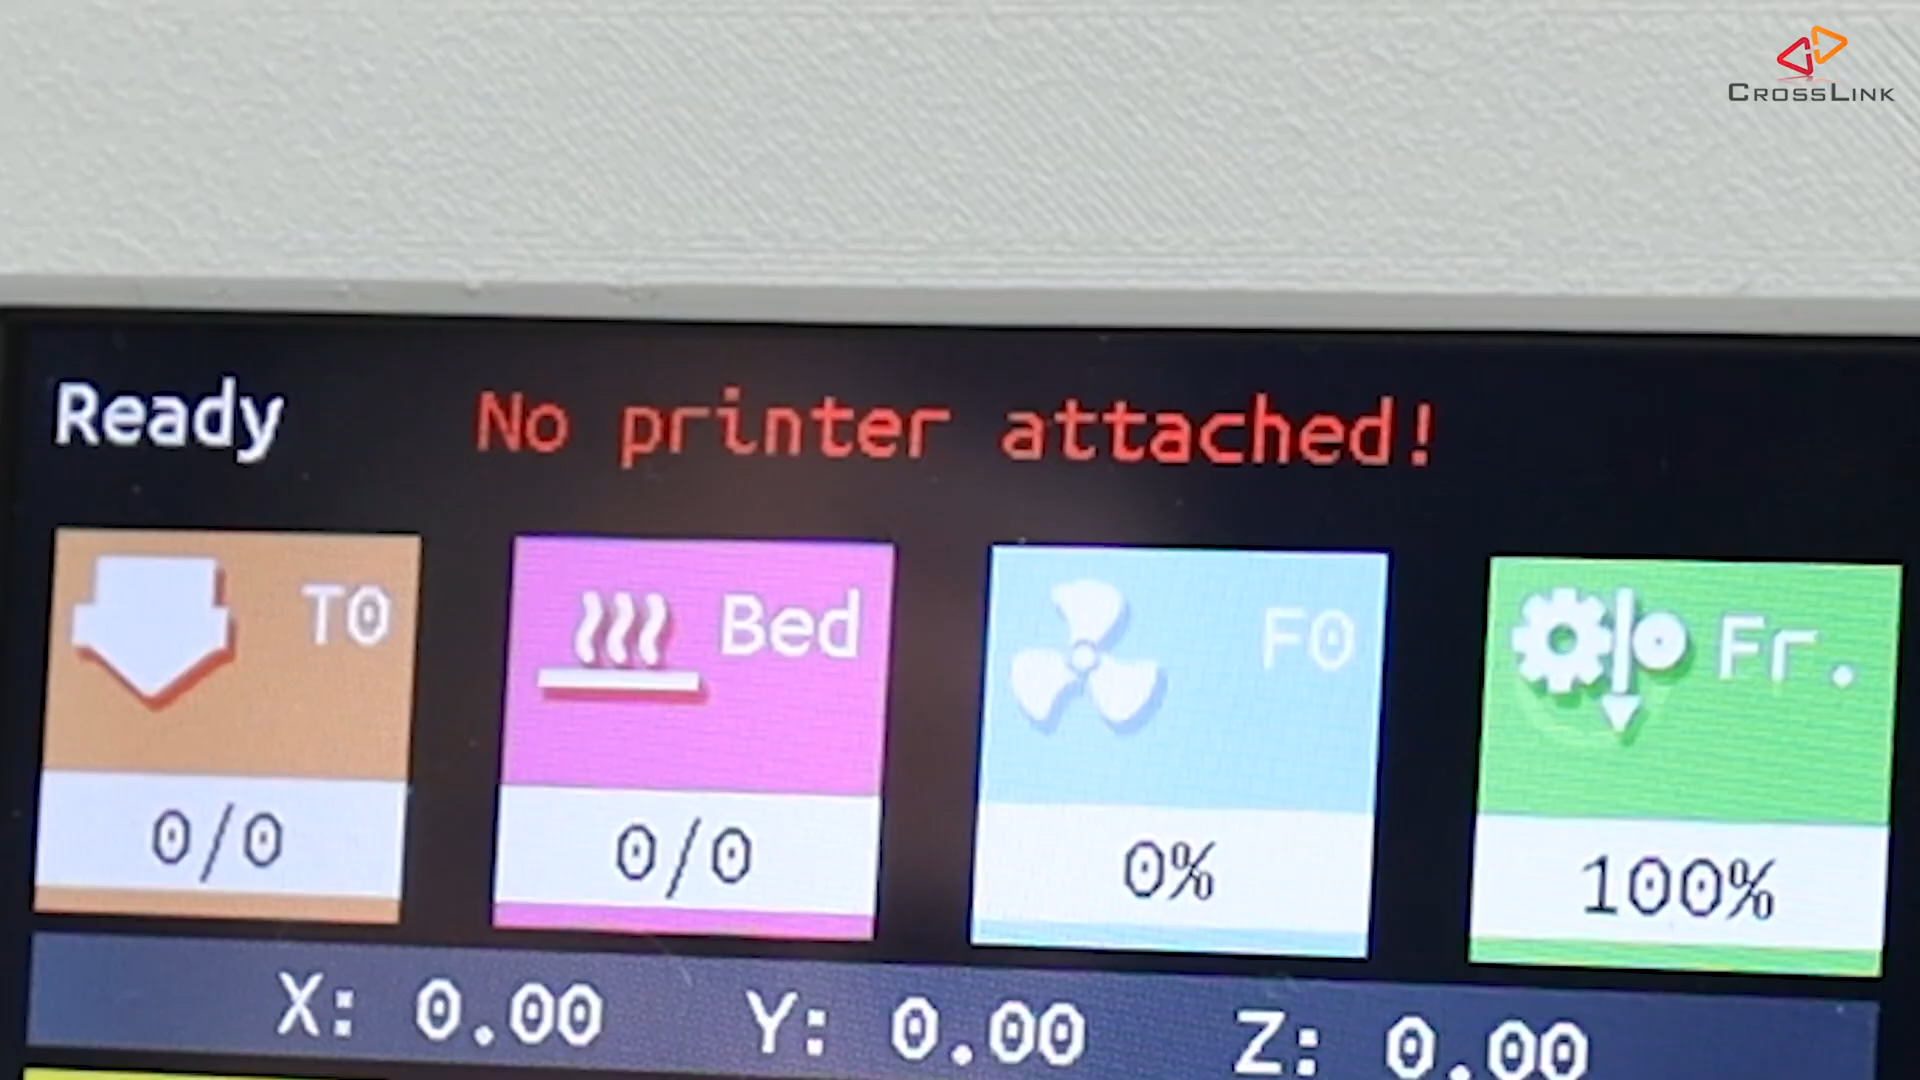 CROSSLINK
Ready No printer attached!
T0 Bed F0 Fr.
0/0 0/0 0% 100%
X: 0.00 Y: 0.00 Z: 0.00